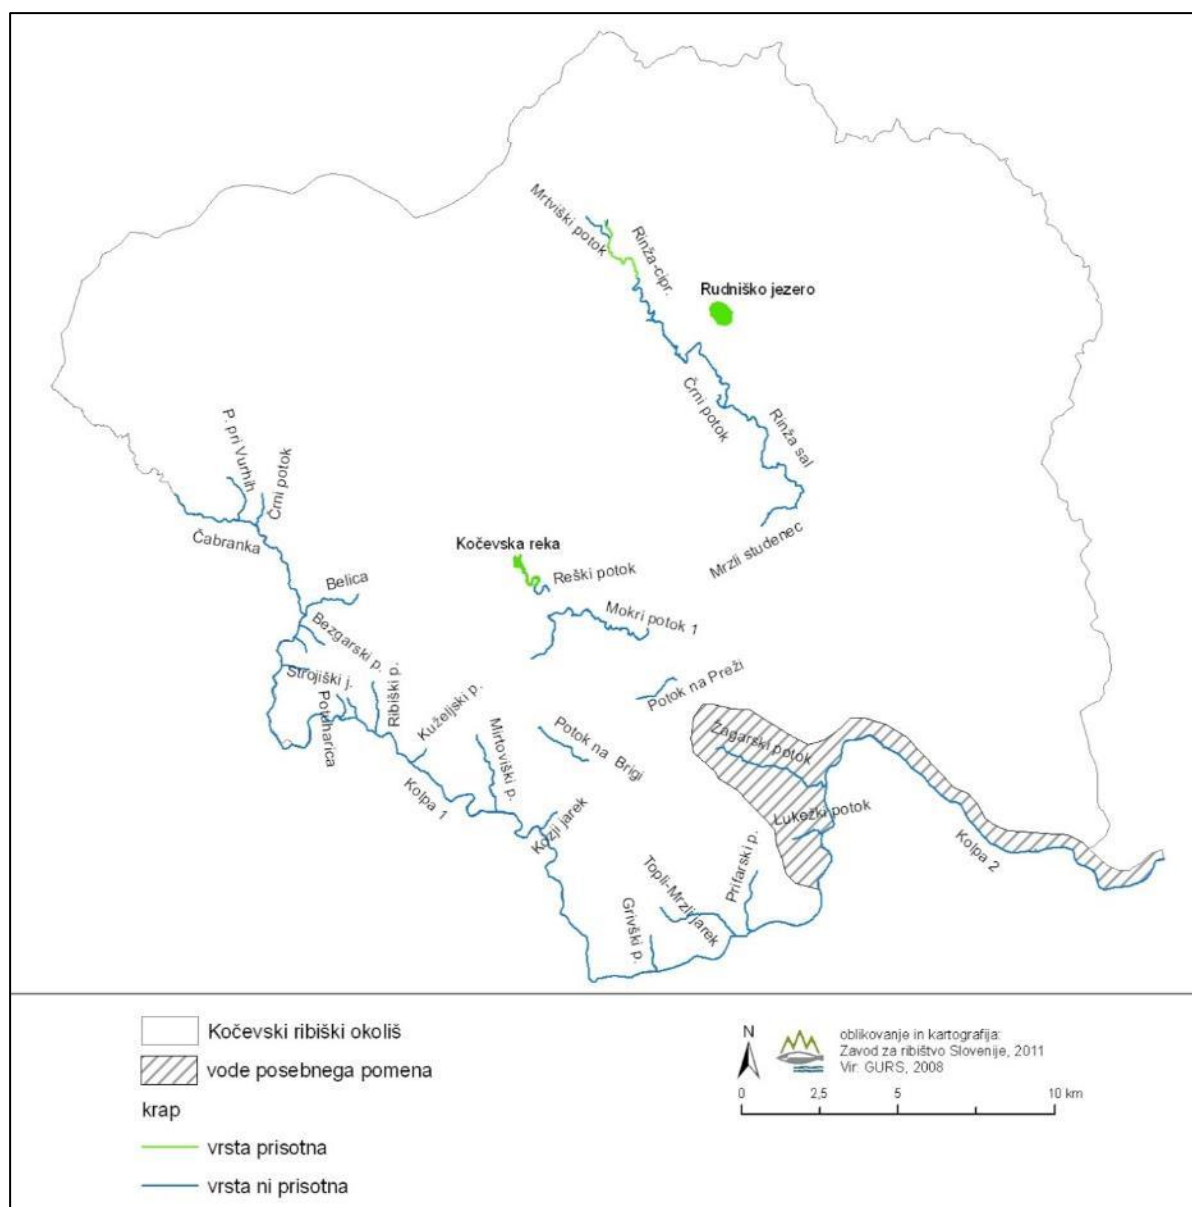 Mrtviški potok
Rinža-cipr.
Rudniško jezero
Črni potok
Rinža sal
Mrzli studenec
P. pri Vurhih
Črni potok
Čabranka
Kočevska reka
Reški potok
Belica
Mokri potok 1
Bezgarski p.
Strojiški j.
Potuharica
Ribiški p.
Kuželjski p.
Mirtoviški p.
Potok na Preži
Potok na Brigi
Žagarski potok
Lukežki potok
Kolpa 1
Kozji jarek
Kolpa 2
Topli-Mrzli jarek
Prifarski p.
Grivški p.
Kočevski ribiški okoliš
vode posebnega pomena
krap
vrsta prisotna
vrsta ni prisotna
N
oblikovanje in kartografija:
Zavod za ribištvo Slovenije, 2011
Vir: GURS, 2008
0 2,5 5 10 km